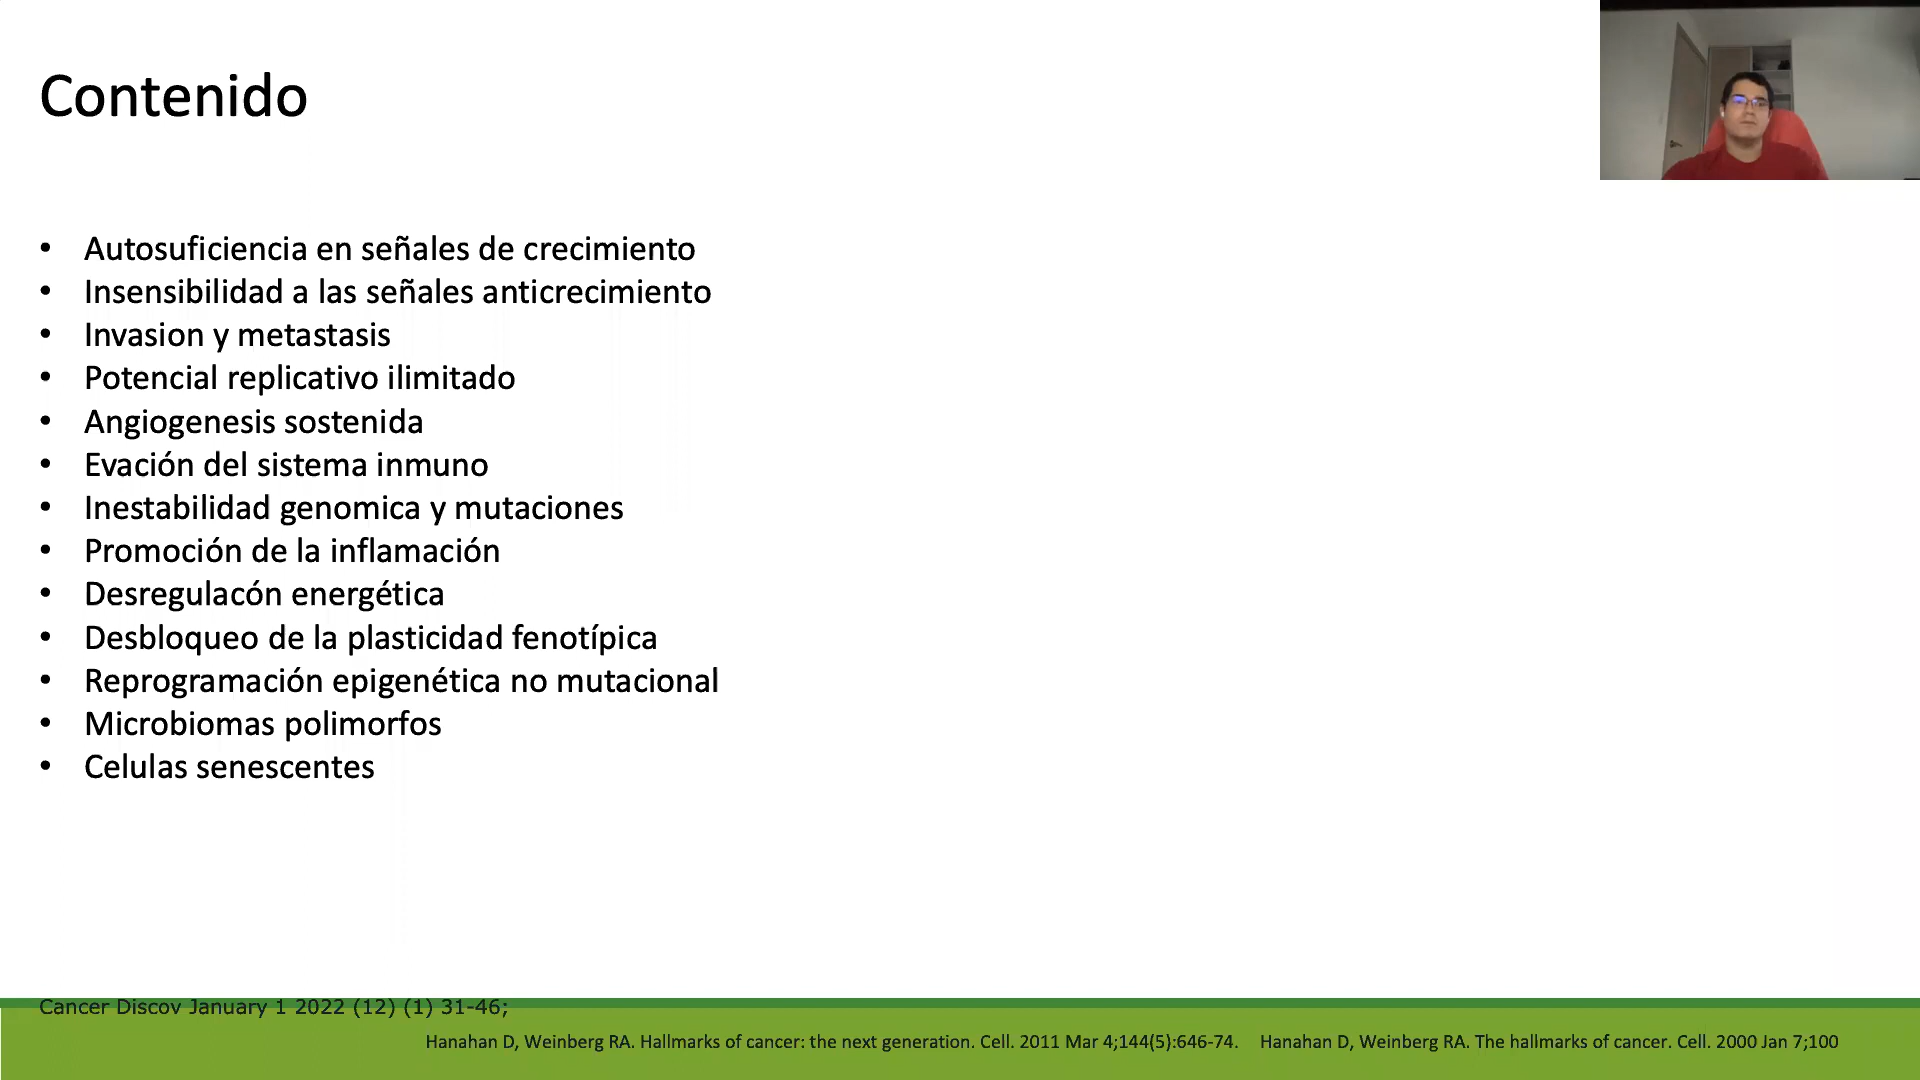 Contenido
• Autosuficiencia en señales de crecimiento
• Insensibilidad a las señales anticrecimiento
• Invasion y metastasis
• Potencial replicativo ilimitado
• Angiogenesis sostenida
• Evación del sistema inmuno
• Inestabilidad genomica y mutaciones
• Promoción de la inflamación
• Desregulacón energética
• Desbloqueo de la plasticidad fenotípica
• Reprogramación epigenética no mutacional
• Microbiomas polimorfos
• Celulas senescentes
Cancer Discov January 1 2022 (12) (1) 31-46;
Hanahan D, Weinberg RA. Hallmarks of cancer: the next generation. Cell. 2011 Mar 4;144(5):646-74. Hanahan D, Weinberg RA. The hallmarks of cancer. Cell. 2000 Jan 7;100